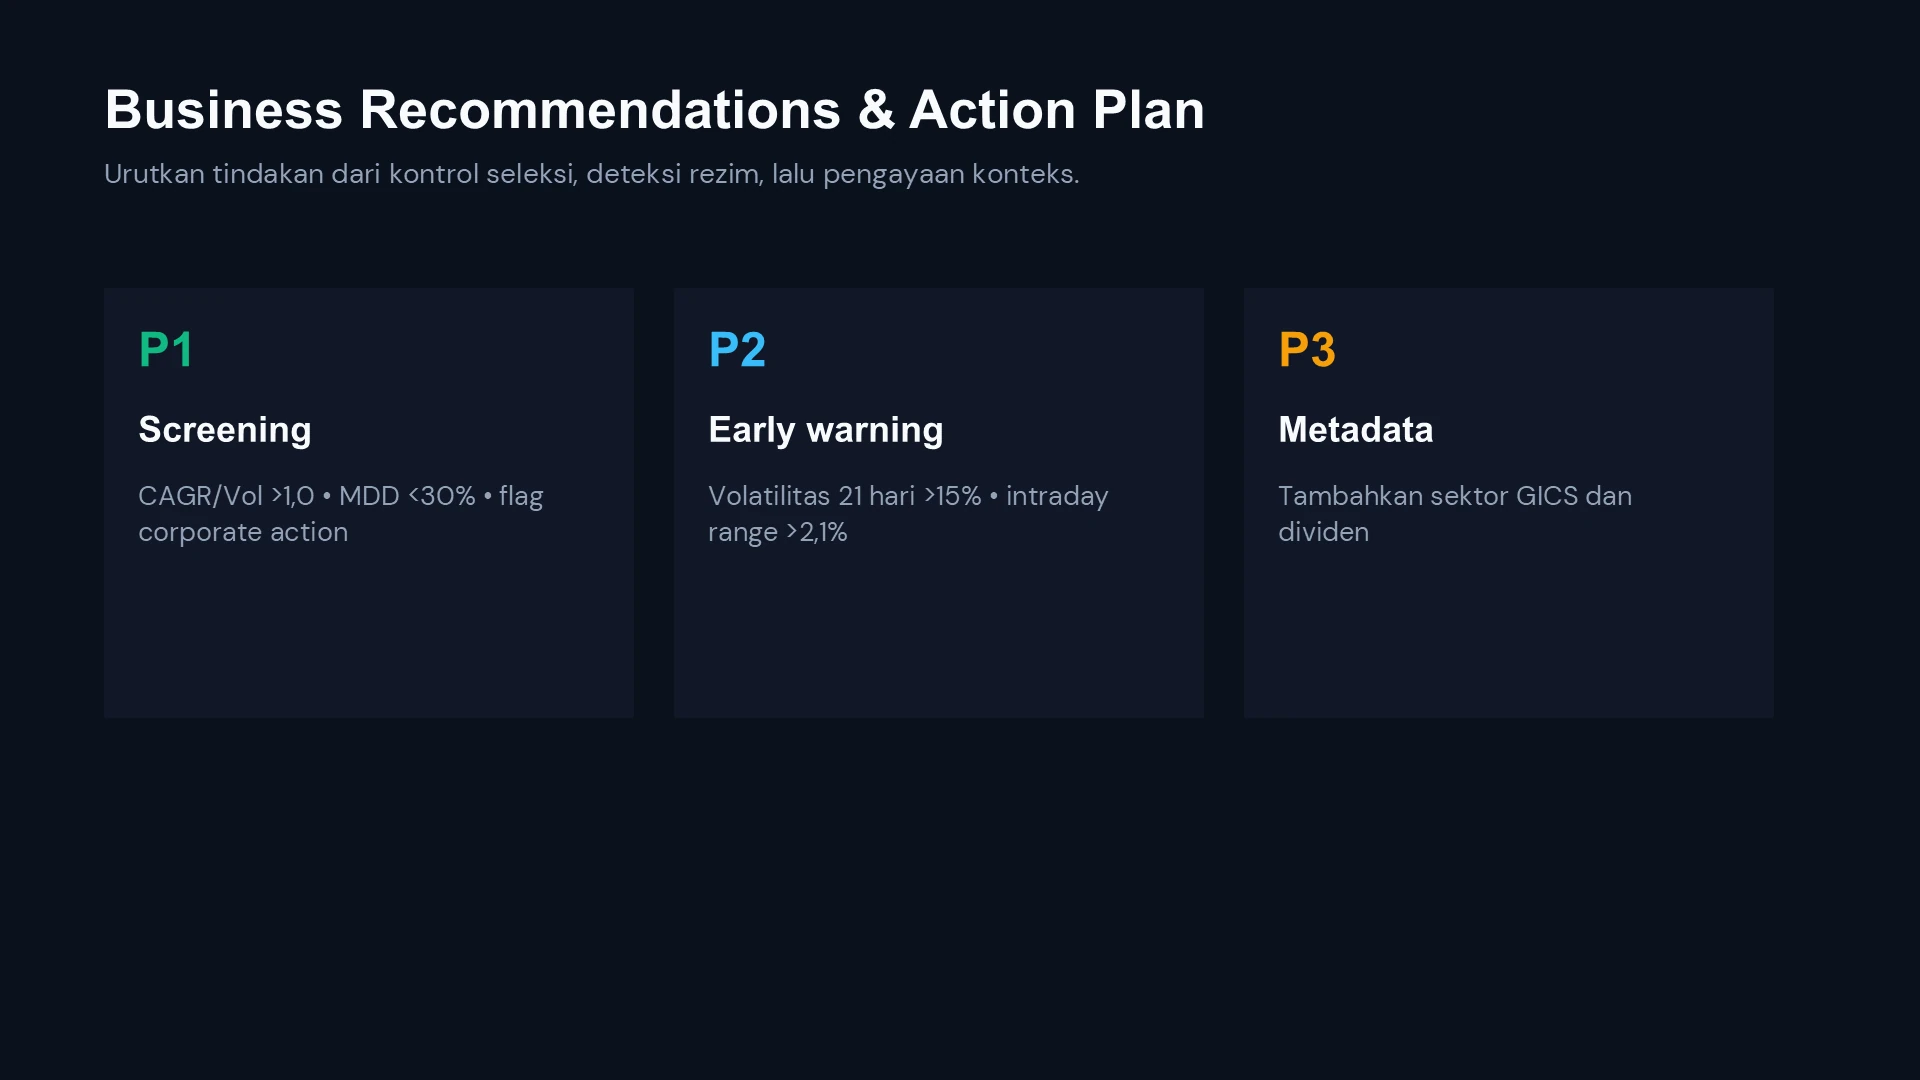 Business Recommendations & Action Plan
Urutkan tindakan dari kontrol seleksi, deteksi rezim, lalu pengayaan konteks.
P1
Screening
CAGR/Vol >1,0 • MDD <30% • flag
corporate action
P2
Early warning
Volatilitas 21 hari >15% • intraday
range >2,1%
P3
Metadata
Tambahkan sektor GICS dan
dividen